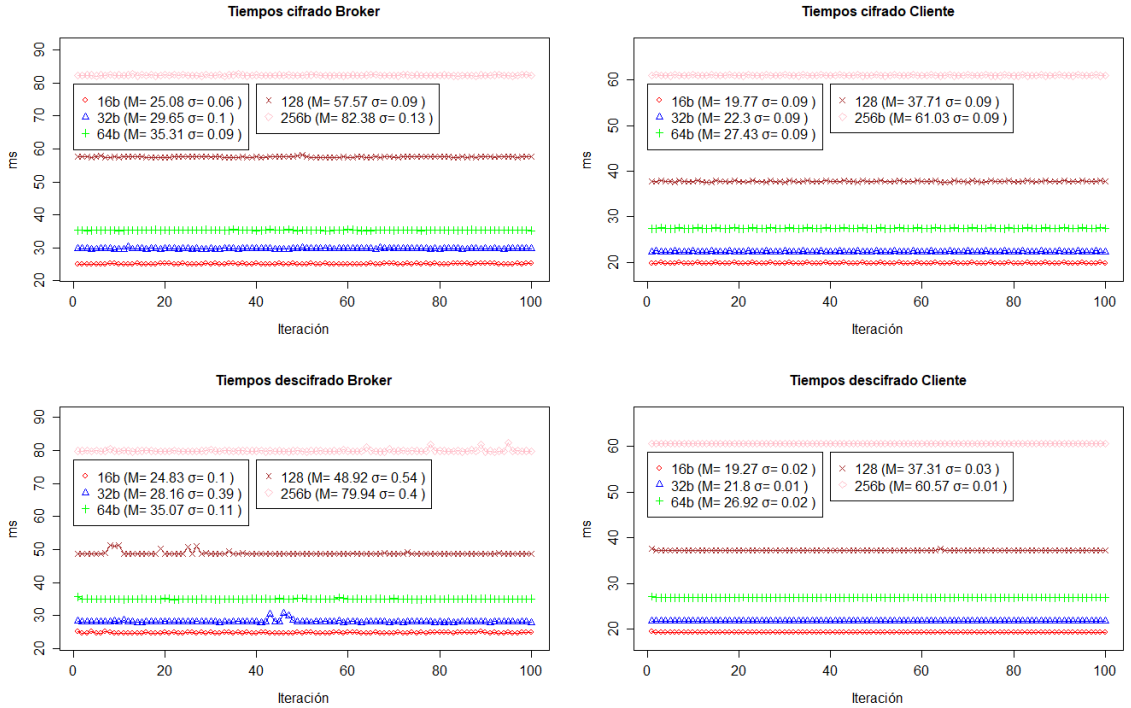 Tiempos cifrado Broker
90
80
70
60
50
40
30
20
ms
16b (M= 25.08 σ= 0.06 )
32b (M= 29.65 σ= 0.1 )
64b (M= 35.31 σ= 0.09 )
128 (M= 57.57 σ= 0.09 )
256b (M= 82.38 σ= 0.13 )
0 20 40 60 80 100
Iteración
Tiempos cifrado Cliente
60
50
40
30
20
ms
16b (M= 19.77 σ= 0.09 )
32b (M= 22.3 σ= 0.09 )
64b (M= 27.43 σ= 0.09 )
128 (M= 37.71 σ= 0.09 )
256b (M= 61.03 σ= 0.09 )
0 20 40 60 80 100
Iteración
Tiempos descifrado Broker
90
80
70
60
50
40
30
20
ms
16b (M= 24.83 σ= 0.1 )
32b (M= 28.16 σ= 0.39 )
64b (M= 35.07 σ= 0.11 )
128 (M= 48.92 σ= 0.54 )
256b (M= 79.94 σ= 0.4 )
0 20 40 60 80 100
Iteración
Tiempos descifrado Cliente
60
50
40
30
20
ms
16b (M= 19.27 σ= 0.02 )
32b (M= 21.8 σ= 0.01 )
64b (M= 26.92 σ= 0.02 )
128 (M= 37.31 σ= 0.03 )
256b (M= 60.57 σ= 0.01 )
0 20 40 60 80 100
Iteración